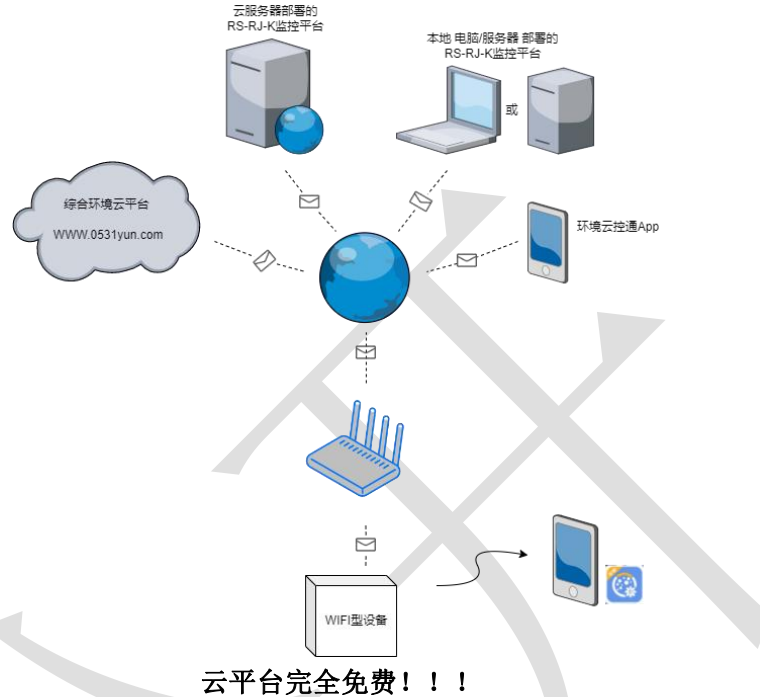 云服务器部署的
RS-RJ-K监控平台
本地 电脑/服务器 部署的
RS-RJ-K监控平台
或
综合环境云平台
WWW.0531yun.com
环境云控通App
WIFI型设备
云平台完全免费！！！